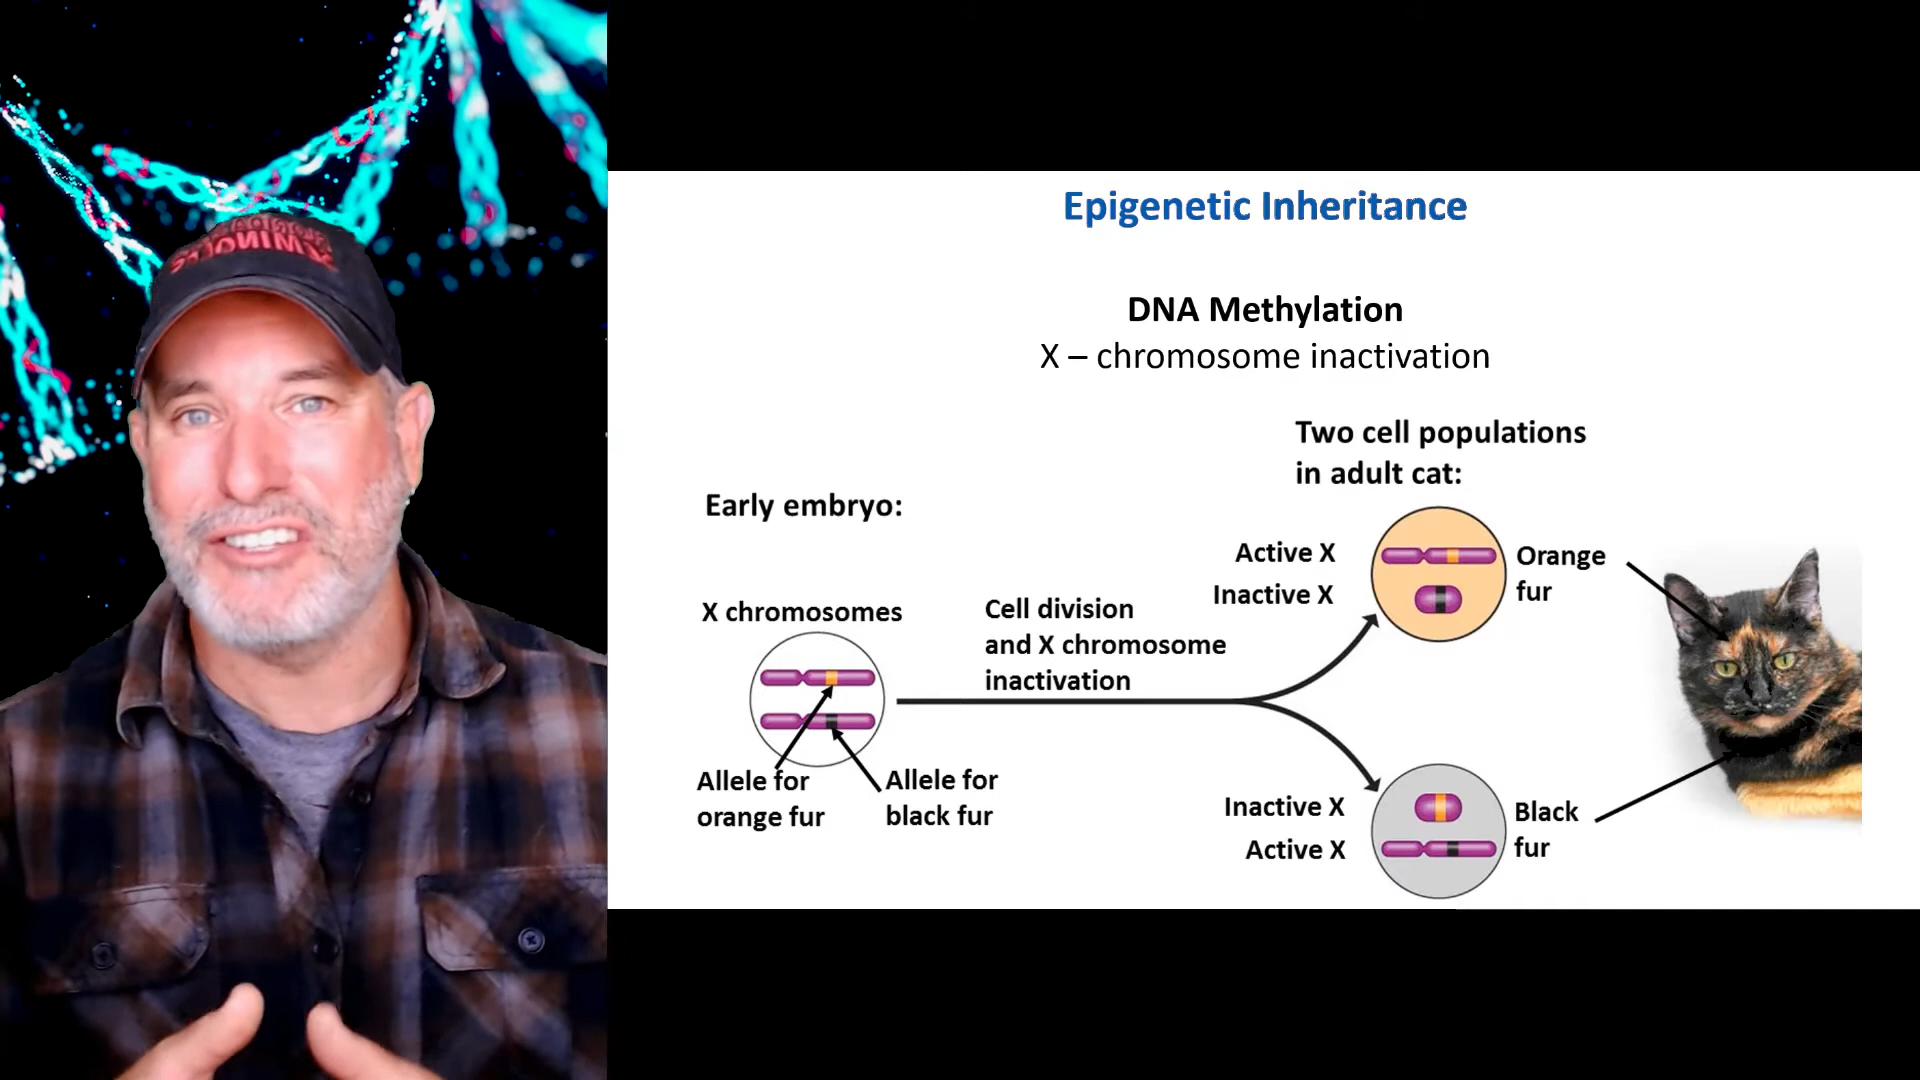 Epigenetic Inheritance
DNA Methylation
X – chromosome inactivation
Early embryo:
X chromosomes
Allele for
orange fur
Allele for
black fur
Cell division
and X chromosome
inactivation
Two cell populations
in adult cat:
Active X
Inactive X
Orange
fur
Inactive X
Active X
Black
fur